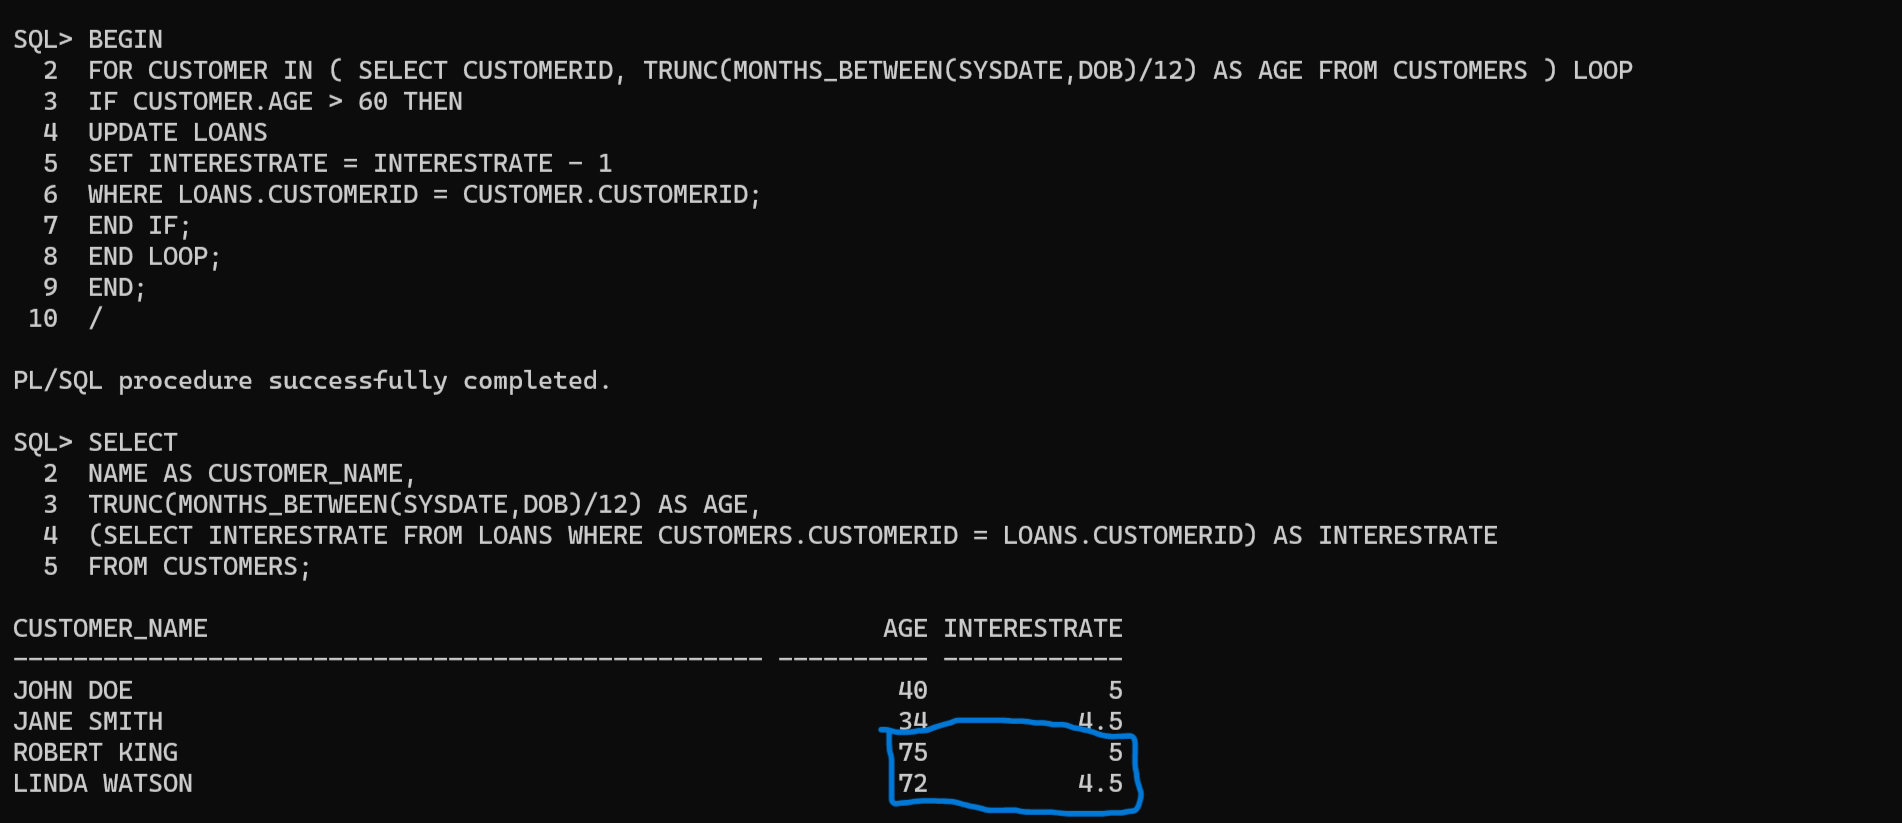 SQL> BEGIN
  2  FOR CUSTOMER IN ( SELECT CUSTOMERID, TRUNC(MONTHS_BETWEEN(SYSDATE,DOB)/12) AS AGE FROM CUSTOMERS ) LOOP
  3  IF CUSTOMER.AGE > 60 THEN
  4  UPDATE LOANS
  5  SET INTERESTRATE = INTERESTRATE - 1
  6  WHERE LOANS.CUSTOMERID = CUSTOMER.CUSTOMERID;
  7  END IF;
  8  END LOOP;
  9  END;
 10  /
PL/SQL procedure successfully completed.
SQL> SELECT
  2  NAME AS CUSTOMER_NAME,
  3  TRUNC(MONTHS_BETWEEN(SYSDATE,DOB)/12) AS AGE,
  4  (SELECT INTERESTRATE FROM LOANS WHERE CUSTOMERS.CUSTOMERID = LOANS.CUSTOMERID) AS INTERESTRATE
  5  FROM CUSTOMERS;
CUSTOMER_NAME                                             AGE INTERESTRATE
-------------------------------------------------- ---------- ------------
JOHN DOE                                                   40            5
JANE SMITH                                                 34          4.5
ROBERT KING                                                75            5
LINDA WATSON                                               72          4.5